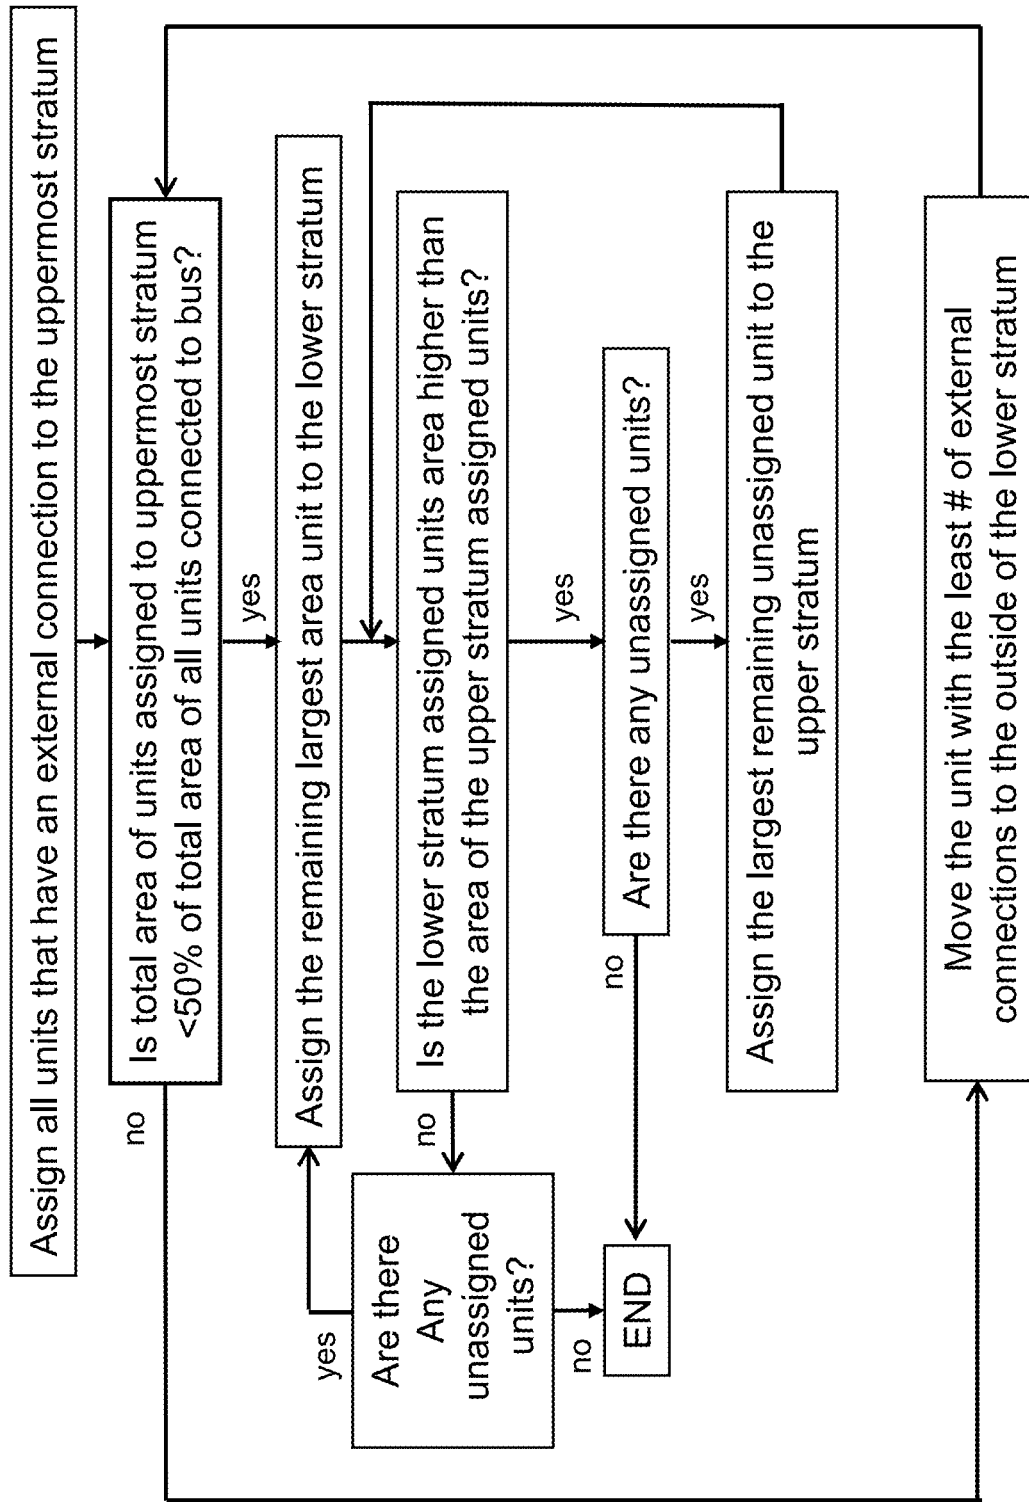 Assign all units that have an external connection to the uppermost stratum
Is total area of units assigned to uppermost stratum
<50% of total area of all units connected to bus?
no
yes
Assign the remaining largest area unit to the lower stratum
Is the lower stratum assigned units area higher than
the area of the upper stratum assigned units?
no
yes
Are there
Any
unassigned
units?
yes
no
Are there any unassigned units?
no
yes
END
Assign the largest remaining unassigned unit to the
upper stratum
Move the unit with the least # of external
connections to the outside of the lower stratum